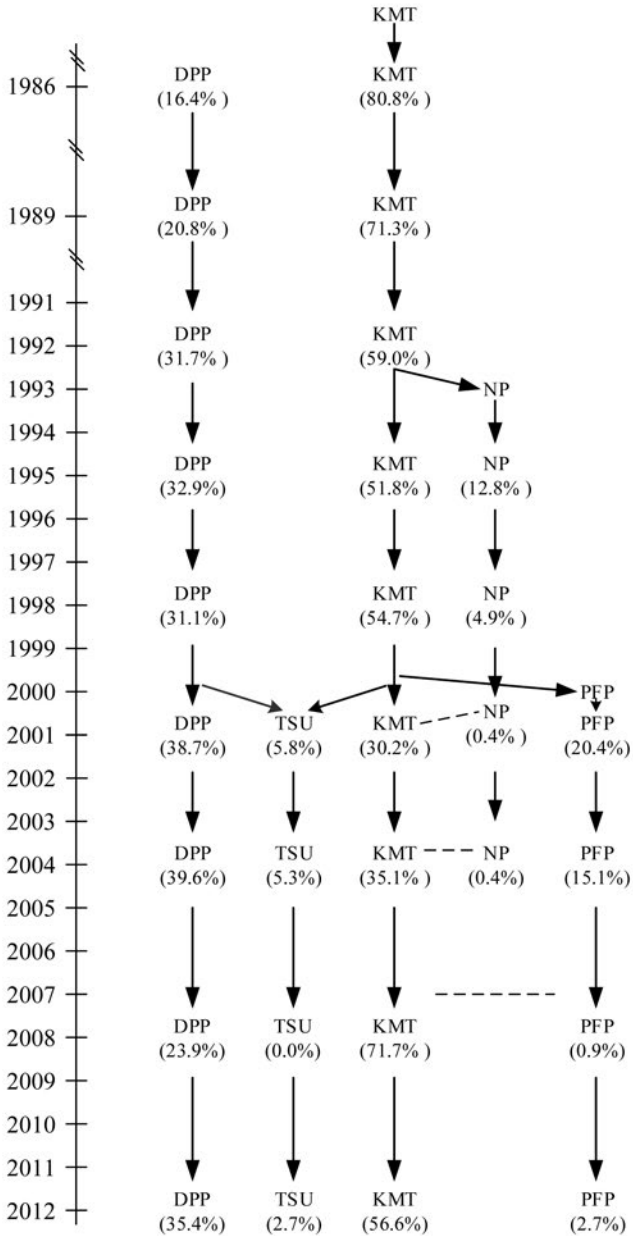 KMT
1986 DPP KMT
(16.4% ) (80.8% )
1989 DPP KMT
(20.8% ) (71.3% )
1991
1992 DPP KMT
(31.7% ) (59.0% )
1993 NP
1994
1995 DPP KMT NP
(32.9%) (51.8% ) (12.8% )
1996
1997
1998 DPP KMT NP
(31.1%) (54.7% ) (4.9% )
1999
2000 PFP
NP
DPP TSU KMT PFP
2001 (38.7%) (5.8%) (30.2% ) (0.4% ) (20.4%)
2002
2003
2004 DPP TSU KMT NP PFP
(39.6%) (5.3%) (35.1% ) (0.4%) (15.1%)
2005
2006
2007
2008 DPP TSU KMT PFP
(23.9%) (0.0%) (71.7% ) (0.9%)
2009
2010
2011
2012 DPP TSU KMT PFP
(35.4%) (2.7%) (56.6% ) (2.7%)